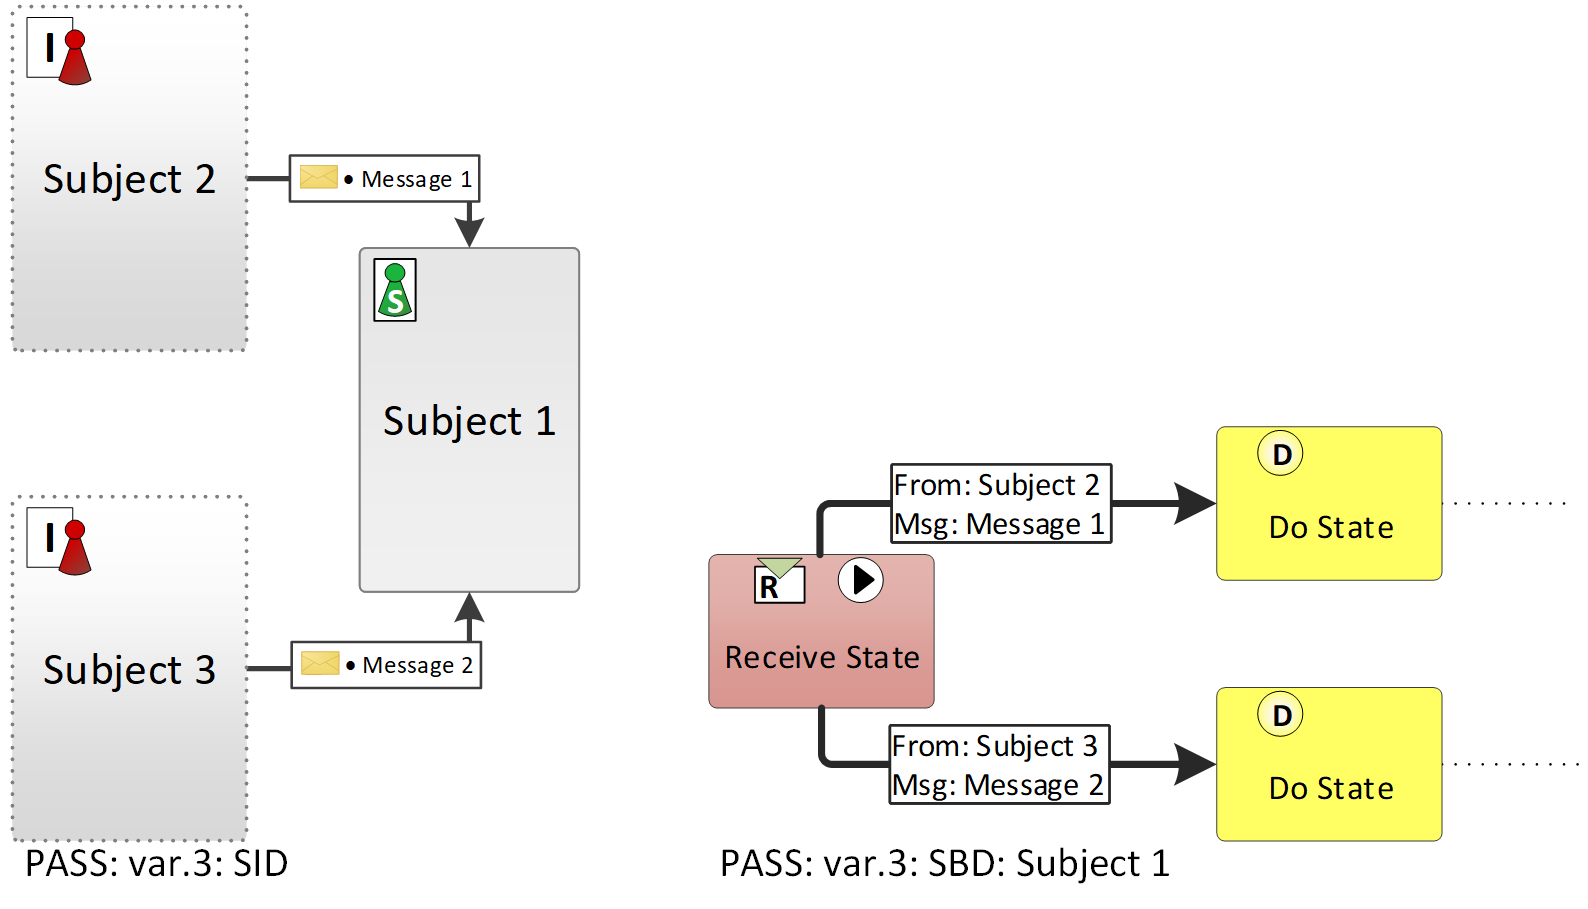 I
Subject 2
• Message 1
S
Subject 1
I
Subject 3
• Message 2
PASS: var.3: SID
From: Subject 2
Msg: Message 1
D
Do State
R
Receive State
From: Subject 3
Msg: Message 2
D
Do State
PASS: var.3: SBD: Subject 1